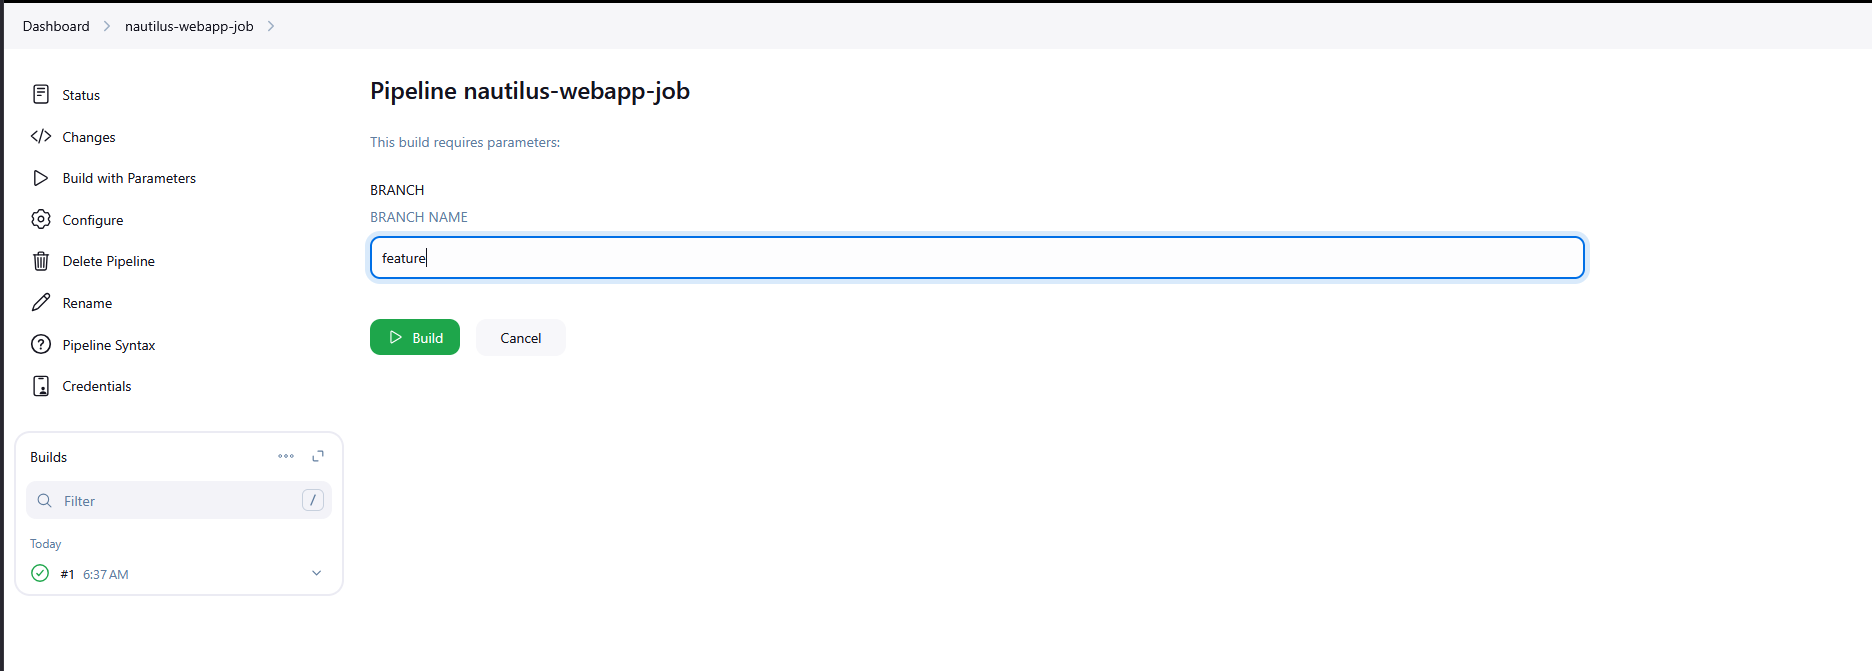 Dashboard > nautilus-webapp-job >
Status
Changes
Build with Parameters
Configure
Delete Pipeline
Rename
Pipeline Syntax
Credentials
Builds
Filter /
Today
#1 6:37 AM
Pipeline nautilus-webapp-job
This build requires parameters:
BRANCH
BRANCH NAME
feature
Build Cancel